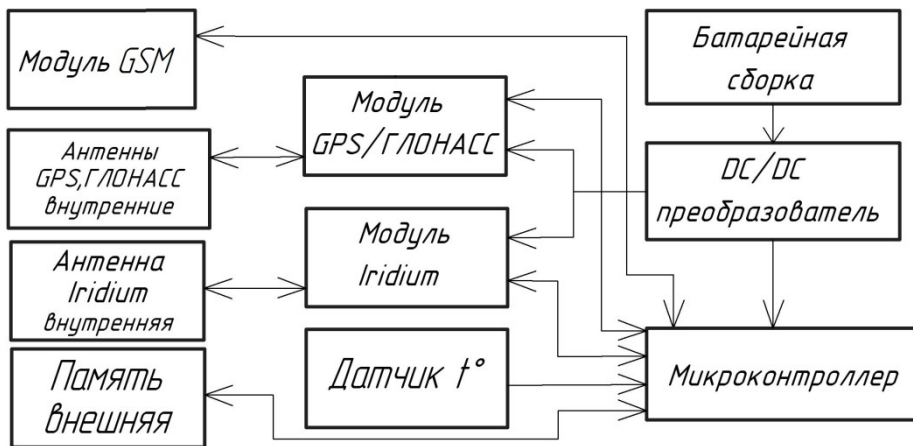 Модуль GSM
Батарейная
сборка
Модуль
GPS/ГЛОНАСС
Антенны
GPS,ГЛОНАСС
внутренние
DC/DC
преобразователь
Модуль
Iridium
Антенна
Iridium
внутренняя
Память
внешняя
Датчик t°
Микроконтроллер